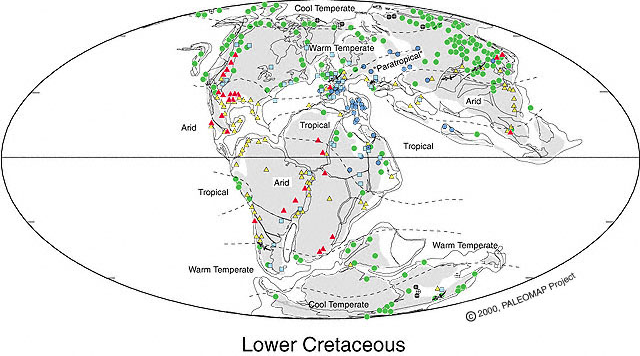 Cool Temperate
Warm Temperate
"Paratropical"
Arid
Arid
Tropical
Tropical
Arid
Tropical
Warm Temperate
Warm Temperate
Cool Temperate
© 2000, PALEOMAP Project
Lower Cretaceous